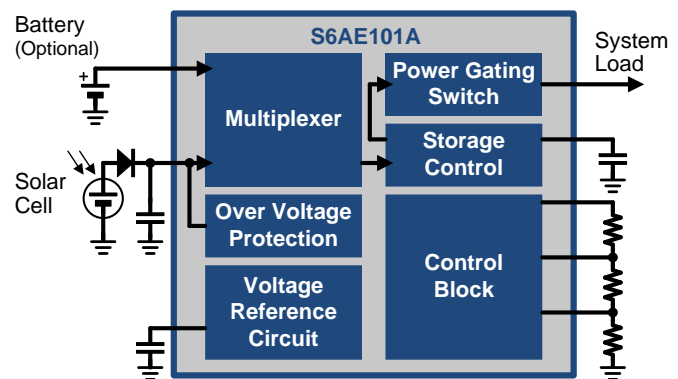 Battery
(Optional)
+
Solar
Cell
S6AE101A
Multiplexer
Over Voltage
Protection
Voltage
Reference
Circuit
Power Gating
Switch
Storage
Control
Control
Block
System
Load